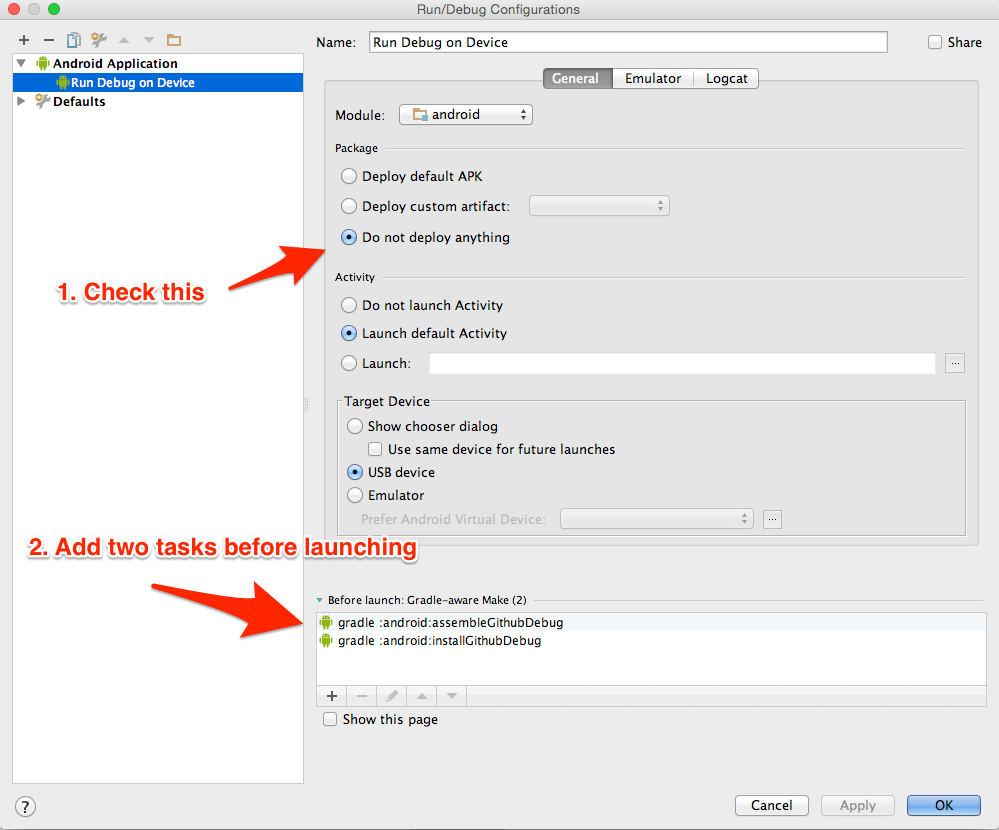 Run/Debug Configurations
Name: Run Debug on Device Share
Android Application
Run Debug on Device
Defaults
General Emulator Logcat
Module: android
Package
Deploy default APK
Deploy custom artifact:
Do not deploy anything
1. Check this
Activity
Do not launch Activity
Launch default Activity
Launch: ...
Target Device
Show chooser dialog
Use same device for future launches
USB device
Emulator
Prefer Android Virtual Device: ...
2. Add two tasks before launching
Before launch: Gradle-aware Make (2)
gradle :android:assembleGithubDebug
gradle :android:installGithubDebug
Show this page
? Cancel Apply OK